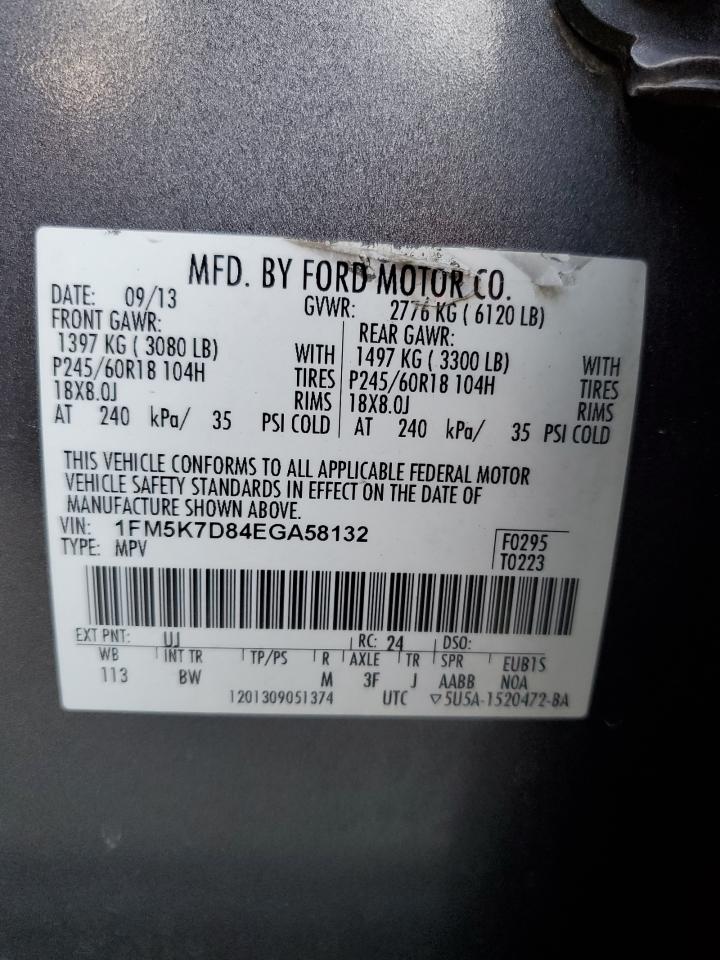 MFD. BY FORD MOTOR CO.
DATE: 09/13 GVWR: 2776 KG ( 6120 LB)
FRONT GAWR: REAR GAWR:
1397 KG ( 3080 LB) WITH 1497 KG ( 3300 LB) WITH
P245/60R18 104H TIRES P245/60R18 104H TIRES
18X8.0J RIMS 18X8.0J RIMS
AT 240 kPa/ 35 PSI COLD AT 240 kPa/ 35 PSI COLD
THIS VEHICLE CONFORMS TO ALL APPLICABLE FEDERAL MOTOR
VEHICLE SAFETY STANDARDS IN EFFECT ON THE DATE OF
MANUFACTURE SHOWN ABOVE.
VIN: 1FM5K7D84EGA58132 F0295
TYPE: MPV T0223
EXT PNT: UJ RC: 24 DSO:
WB INT TR TP/PS R AXLE TR SPR EUB1S
113 BW M 3F J AABB NOA
1201309051374 UTC ▽5U5A-1520472-BA